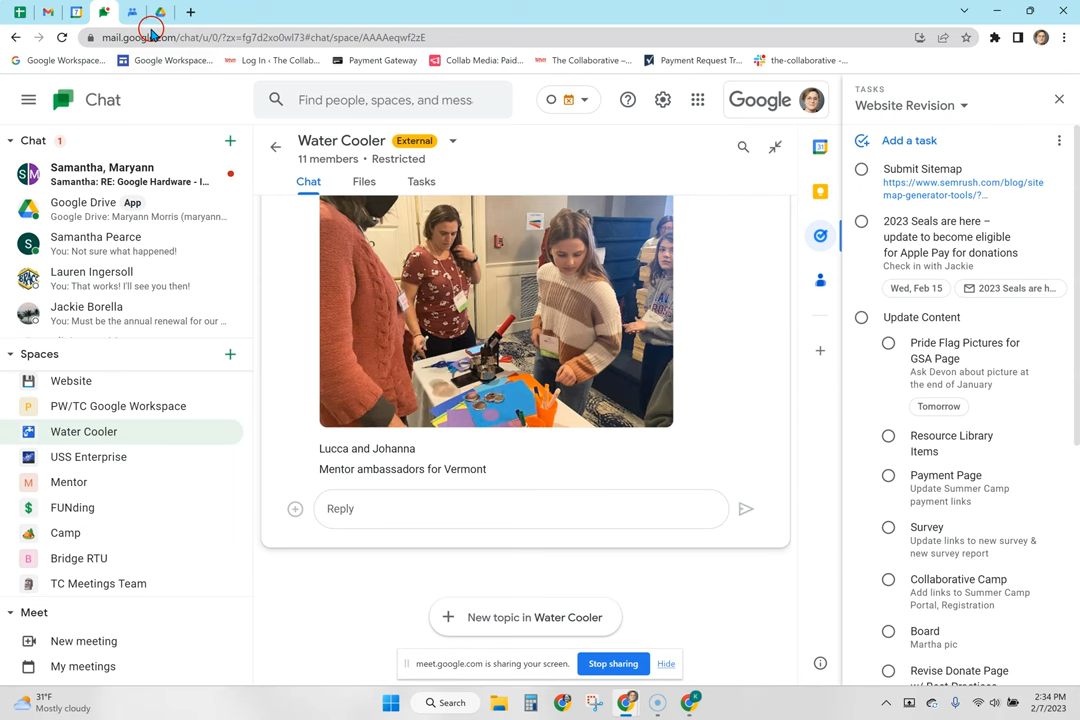 mail.google.com/chat/u/0/?zx=fg7d2xo0wl73#chat/space/AAAAeqwf2zE
Google Workspace... Google Workspace... Log In ‹ The Collab... Payment Gateway Collab Media: Paid... The Collaborative –... Payment Request Tr... the-collaborative -...
Chat
Find people, spaces, and mess
Google
Chat 1
Samantha, Maryann
Samantha: RE: Google Hardware - I...
Google Drive App
Google Drive: Maryann Morris (maryann...
Samantha Pearce
You: Not sure what happened!
Lauren Ingersoll
You: That works! I'll see you then!
Jackie Borella
You: Must be the annual renewal for our ...
Spaces
Website
P PW/TC Google Workspace
Water Cooler
USS Enterprise
M Mentor
$ FUNding
Camp
B Bridge RTU
TC Meetings Team
Meet
New meeting
My meetings
Water Cooler External
11 members • Restricted
Chat Files Tasks
Lucca and Johanna
Mentor ambassadors for Vermont
Reply
New topic in Water Cooler
meet.google.com is sharing your screen. Stop sharing Hide
TASKS
Website Revision
Add a task
Submit Sitemap
https://www.semrush.com/blog/site
map-generator-tools/?...
2023 Seals are here –
update to become eligible
for Apple Pay for donations
Check in with Jackie
Wed, Feb 15 2023 Seals are h...
Update Content
Pride Flag Pictures for
GSA Page
Ask Devon about picture at
the end of January
Tomorrow
Resource Library
Items
Payment Page
Update Summer Camp
payment links
Survey
Update links to new survey &
new survey report
Collaborative Camp
Add links to Summer Camp
Portal, Registration
Board
Martha pic
Revise Donate Page
w/ Best Practices
31°F
Mostly cloudy
Search
2:34 PM
2/7/2023